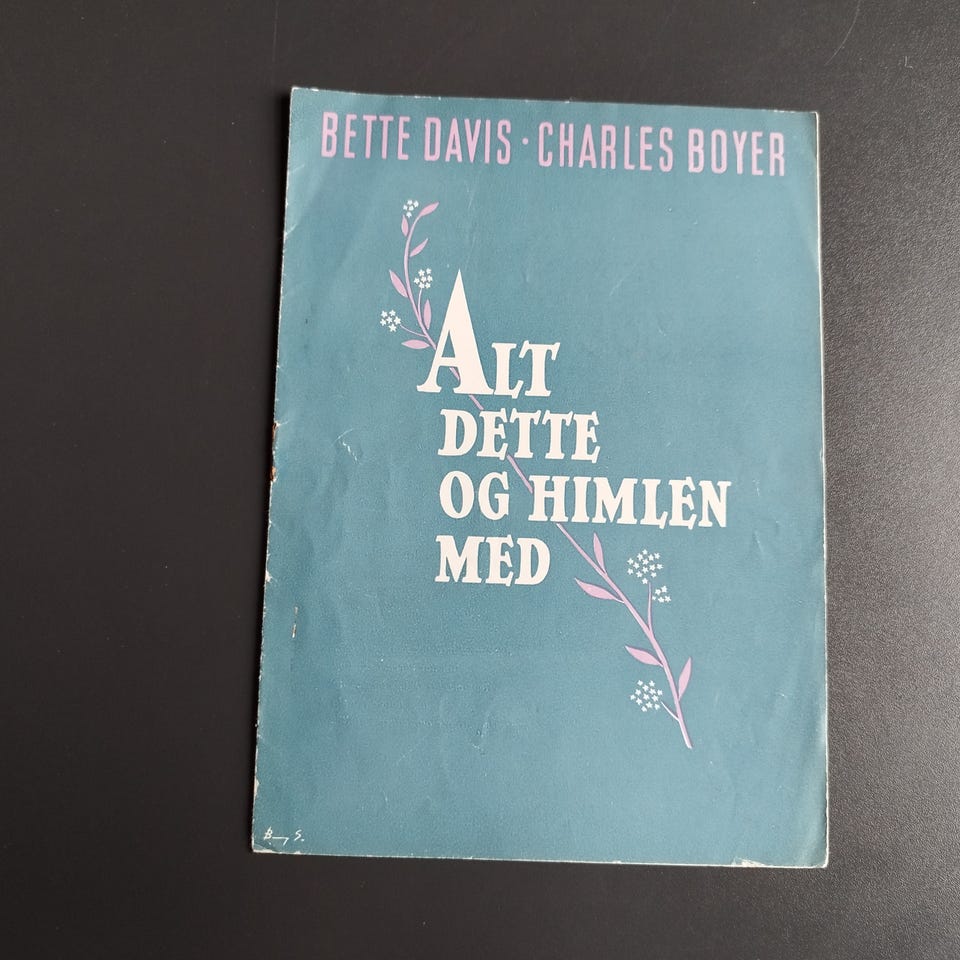 BETTE DAVIS · CHARLES BOYER
ALT
DETTE
OG HIMLEN
MED